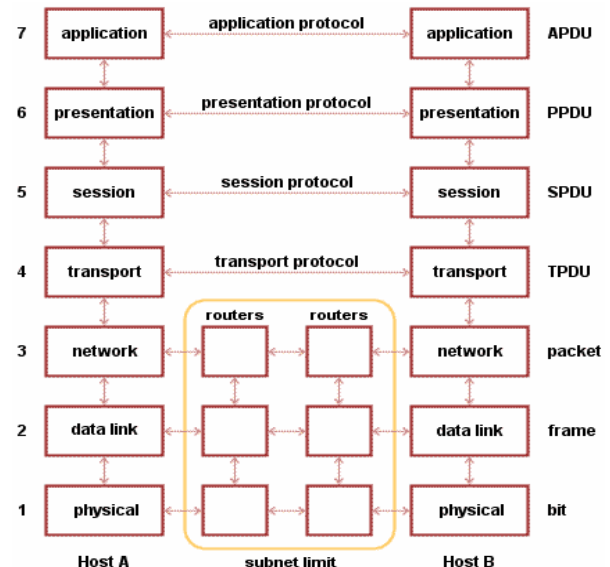 7 application application protocol application APDU
6 presentation presentation protocol presentation PPDU
5 session session protocol session SPDU
4 transport transport protocol transport TPDU
routers routers
3 network network packet
2 data link data link frame
1 physical physical bit
Host A subnet limit Host B